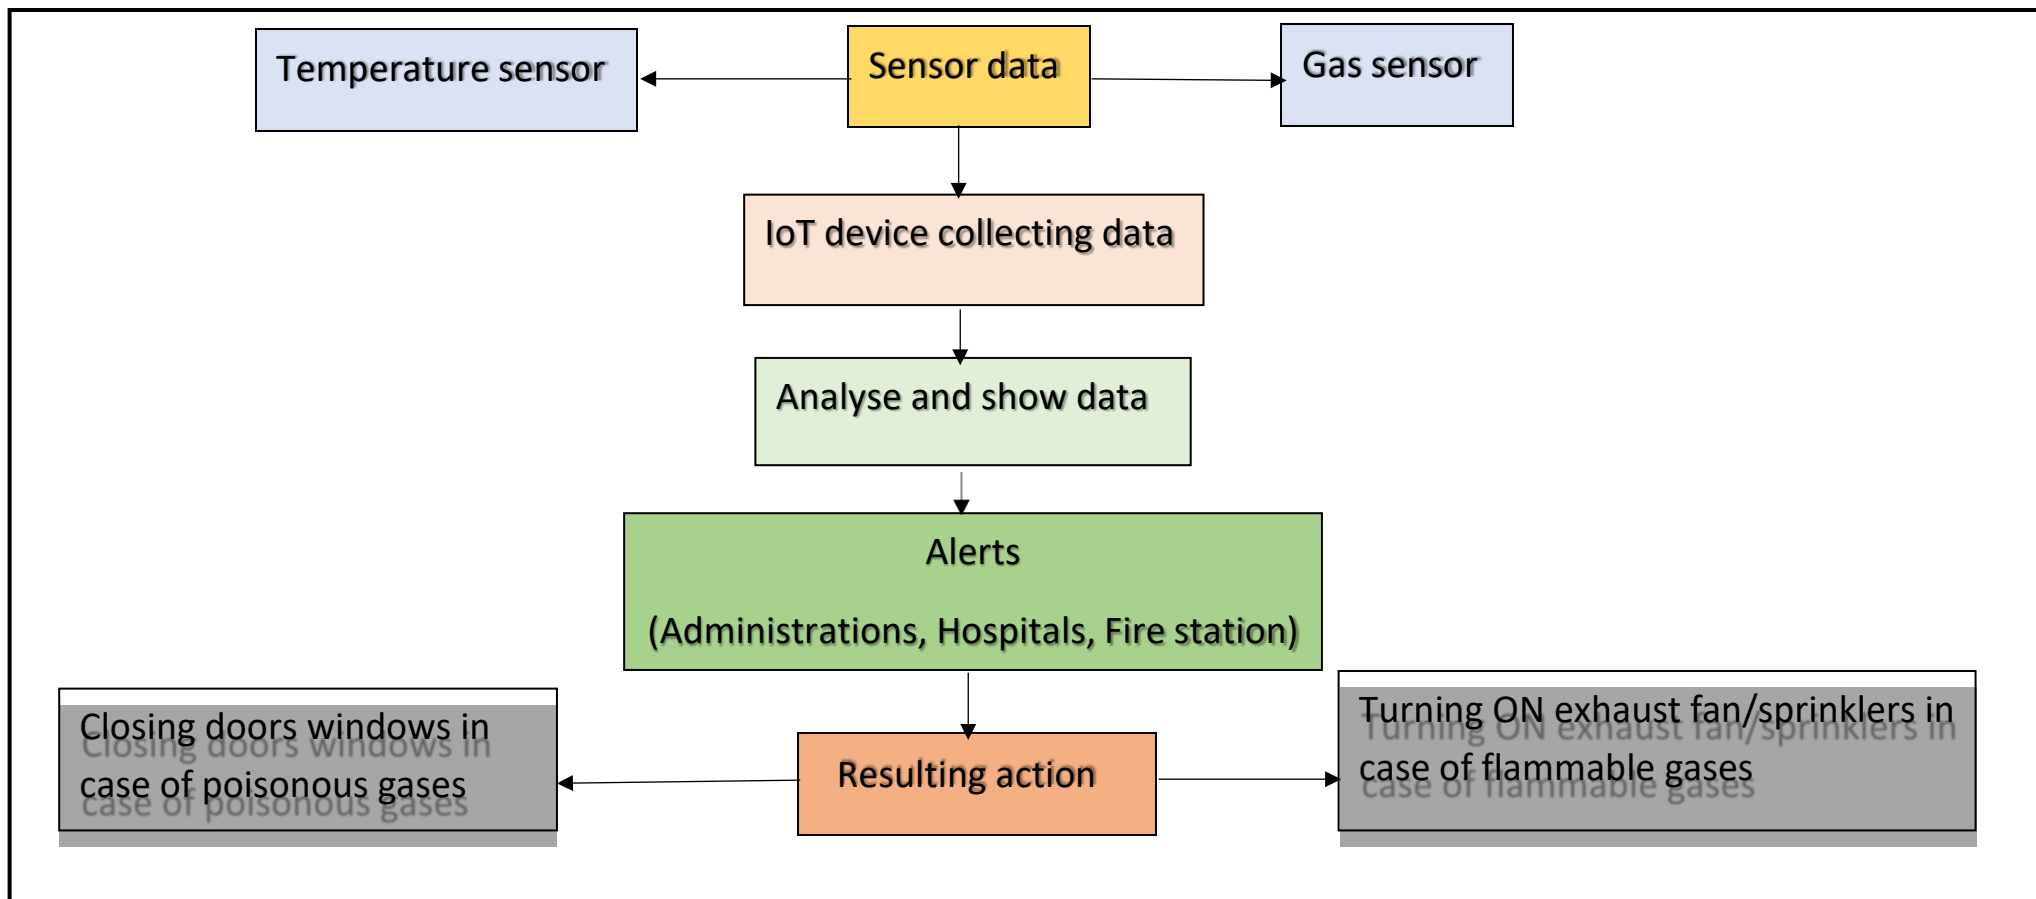 Temperature sensor
Sensor data
Gas sensor
IoT device collecting data
Analyse and show data
Alerts
(Administrations, Hospitals, Fire station)
Closing doors windows in
case of poisonous gases
Resulting action
Turning ON exhaust fan/sprinklers in
case of flammable gases